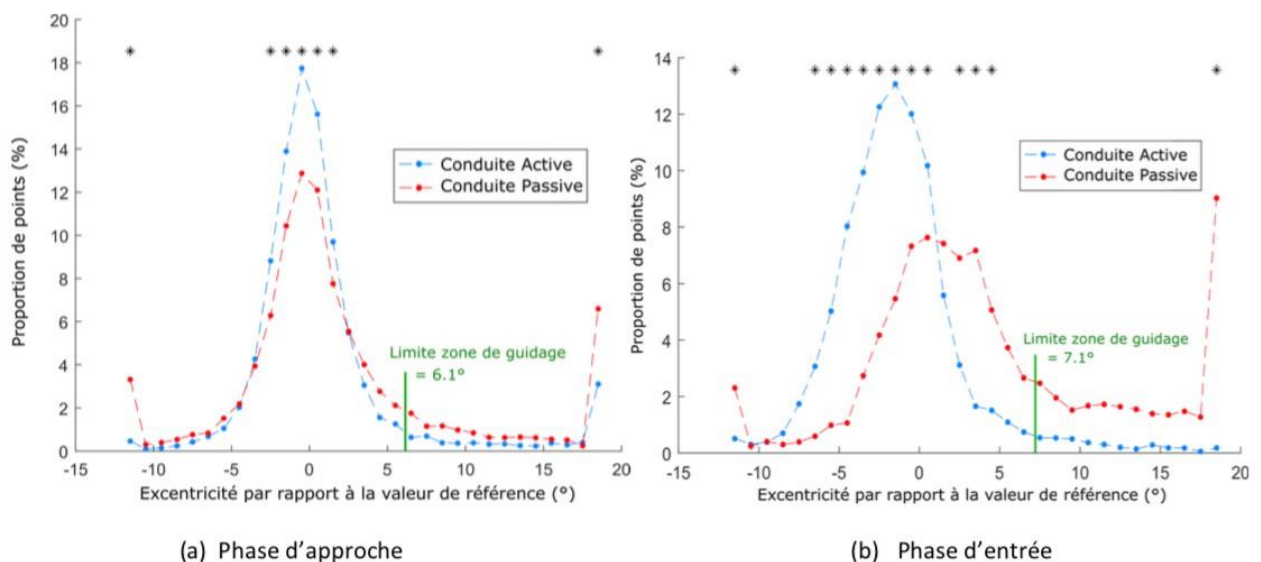 20
18
16
14
12
10
8
6
4
2
0
Proportion de points (%)
Conduite Active
Conduite Passive
Limite zone de guidage
= 6.1°
-15 -10 -5 0 5 10 15 20
Excentricité par rapport à la valeur de référence (°)
(a) Phase d'approche
14
12
10
8
6
4
2
0
Proportion de points (%)
Conduite Active
Conduite Passive
Limite zone de guidage
= 7.1°
-15 -10 -5 0 5 10 15 20
Excentricité par rapport à la valeur de référence (°)
(b) Phase d'entrée